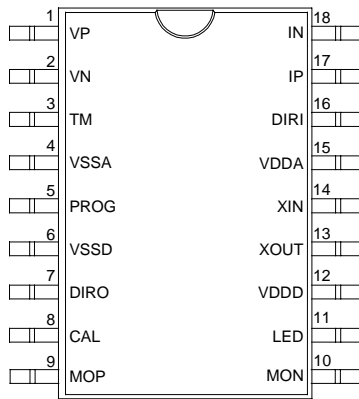 1 VP IN 18
2 VN IP 17
3 TM DIRI 16
4 VSSA VDDA 15
5 PROG XIN 14
6 VSSD XOUT 13
7 DIRO VDDD 12
8 CAL LED 11
9 MOP MON 10